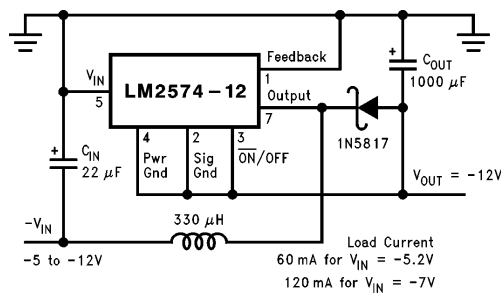 Feedback
+
C_OUT
1000 µF
V_IN
5
LM2574-12
1
Output
7
1N5817
4
2
3
Pwr Gnd
Sig Gnd
O̅N̅/OFF
+
C_IN
22 µF
V_OUT = -12V
330 µH
-V_IN
-5 to -12V
Load Current
60 mA for V_IN = -5.2V
120 mA for V_IN = -7V